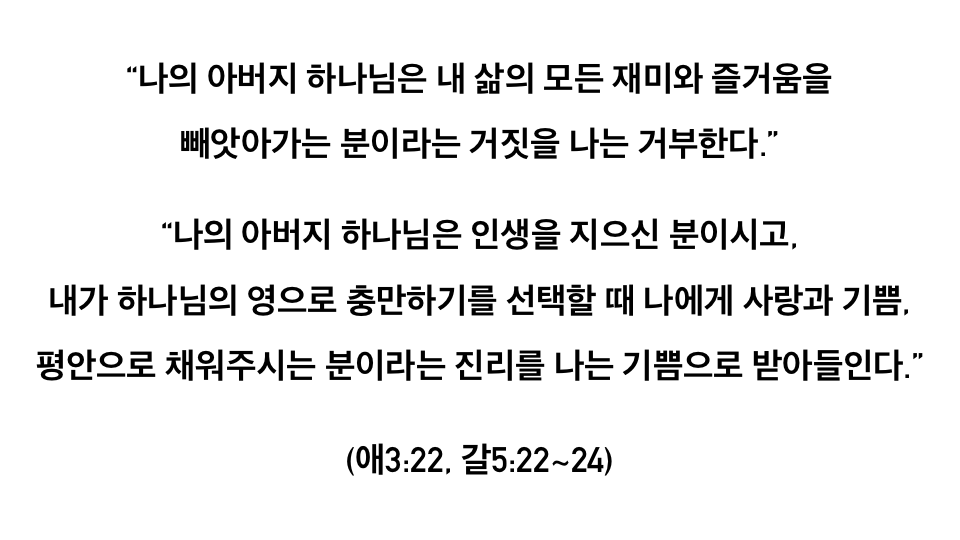 “나의 아버지 하나님은 내 삶의 모든 재미와 즐거움을
빼앗아가는 분이라는 거짓을 나는 거부한다.”
“나의 아버지 하나님은 인생을 지으신 분이시고,
내가 하나님의 영으로 충만하기를 선택할 때 나에게 사랑과 기쁨,
평안으로 채워주시는 분이라는 진리를 나는 기쁨으로 받아들인다.”
(애3:22, 갈5:22~24)